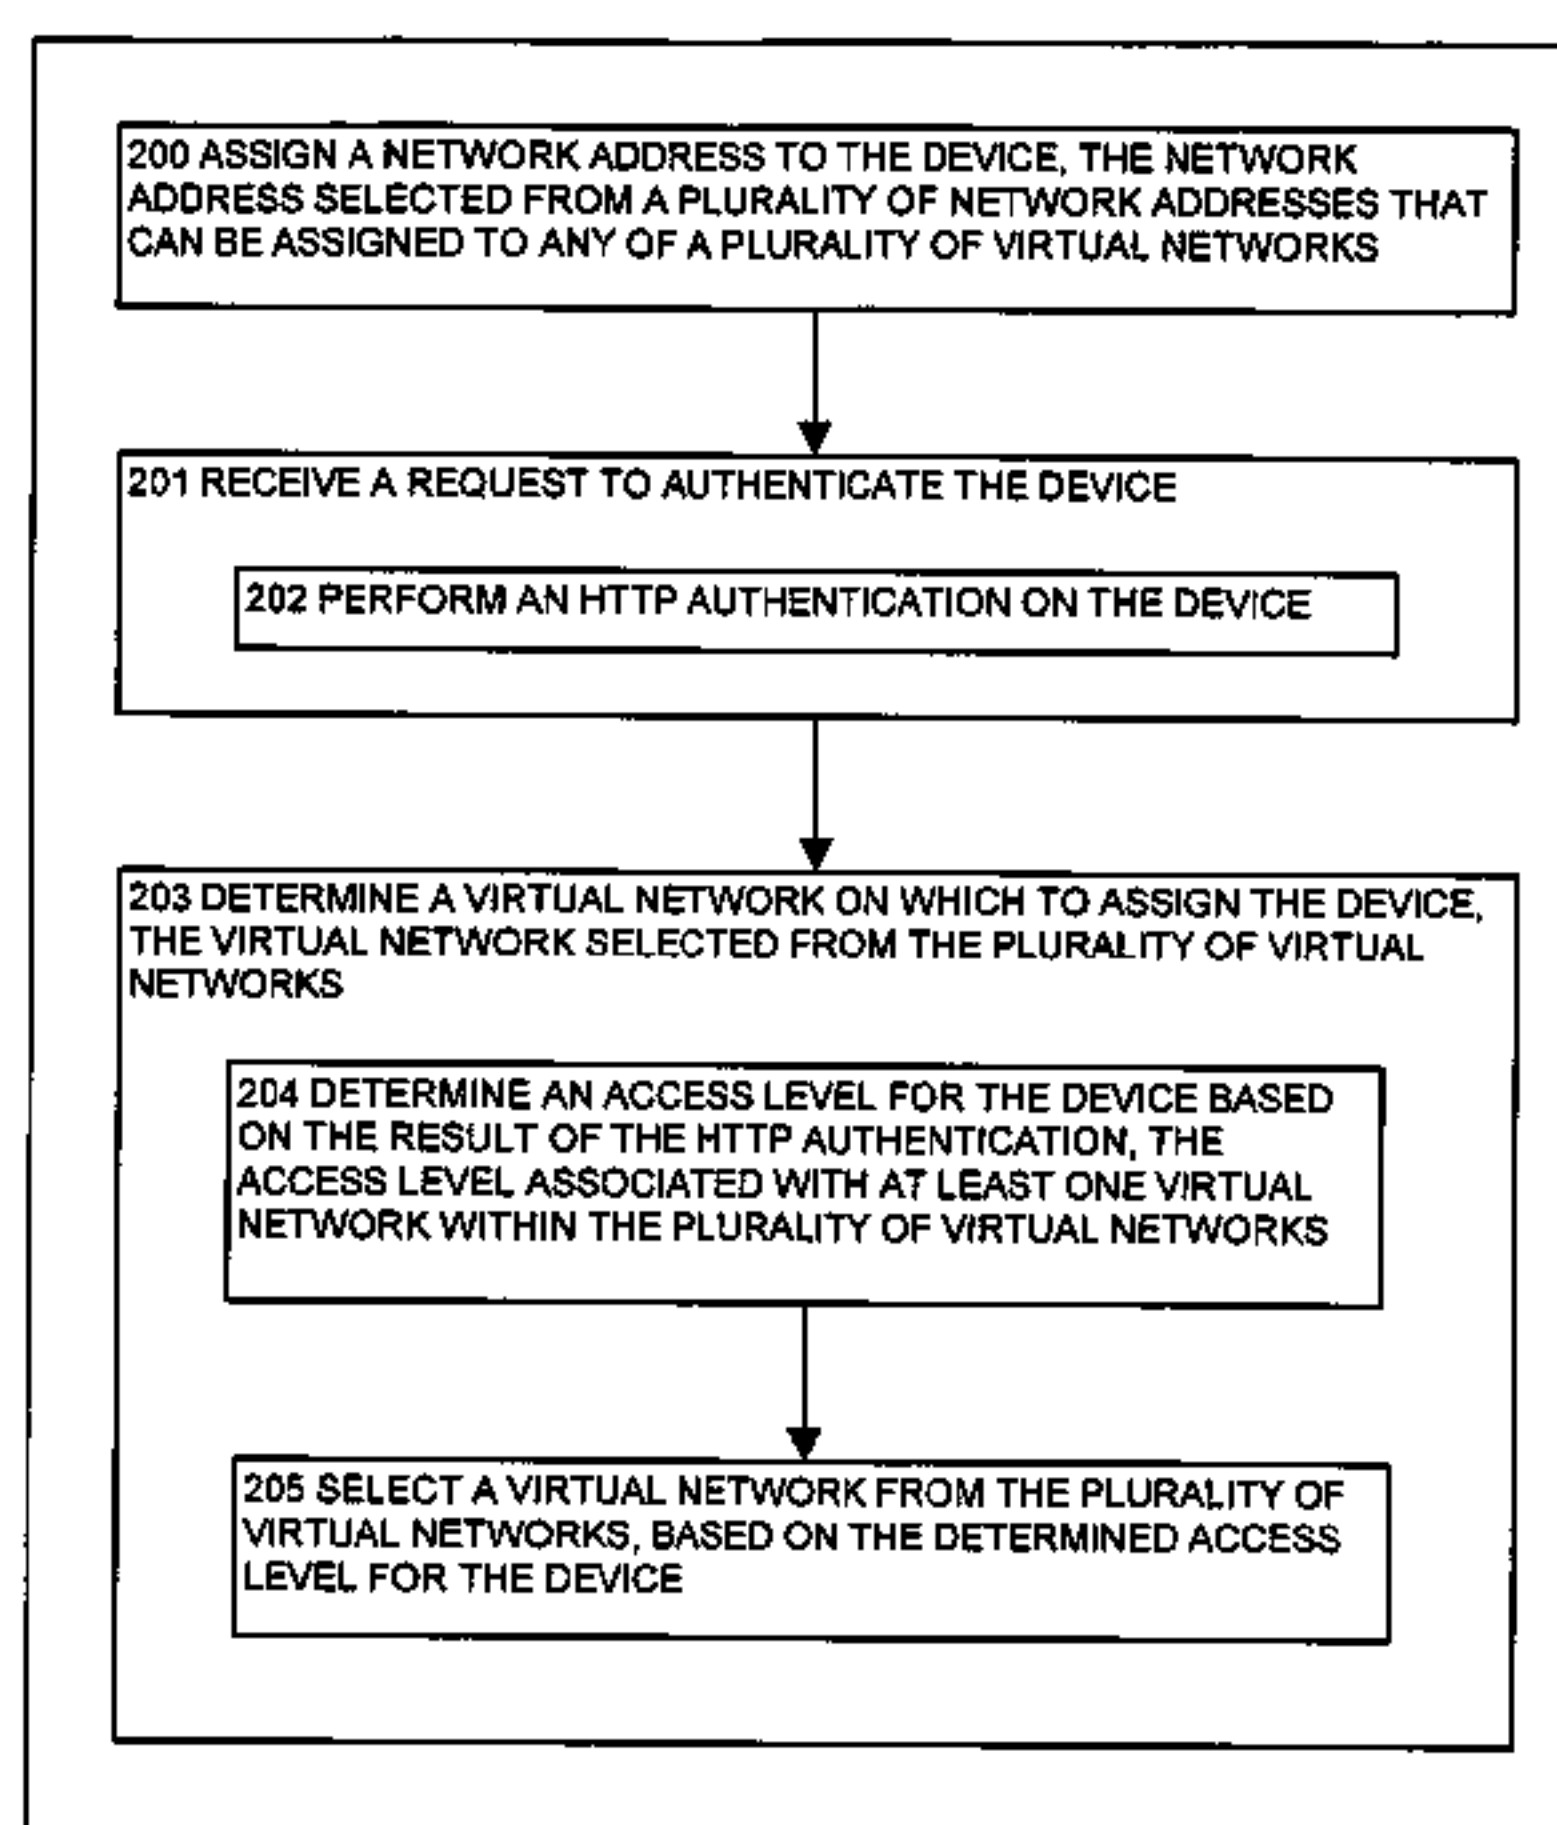 200 ASSIGN A NETWORK ADDRESS TO THE DEVICE, THE NETWORK
ADDRESS SELECTED FROM A PLURALITY OF NETWORK ADDRESSES THAT
CAN BE ASSIGNED TO ANY OF A PLURALITY OF VIRTUAL NETWORKS
201 RECEIVE A REQUEST TO AUTHENTICATE THE DEVICE
202 PERFORM AN HTTP AUTHENTICATION ON THE DEVICE
203 DETERMINE A VIRTUAL NETWORK ON WHICH TO ASSIGN THE DEVICE,
THE VIRTUAL NETWORK SELECTED FROM THE PLURALITY OF VIRTUAL
NETWORKS
204 DETERMINE AN ACCESS LEVEL FOR THE DEVICE BASED
ON THE RESULT OF THE HTTP AUTHENTICATION, THE
ACCESS LEVEL ASSOCIATED WITH AT LEAST ONE VIRTUAL
NETWORK WITHIN THE PLURALITY OF VIRTUAL NETWORKS
205 SELECT A VIRTUAL NETWORK FROM THE PLURALITY OF
VIRTUAL NETWORKS, BASED ON THE DETERMINED ACCESS
LEVEL FOR THE DEVICE